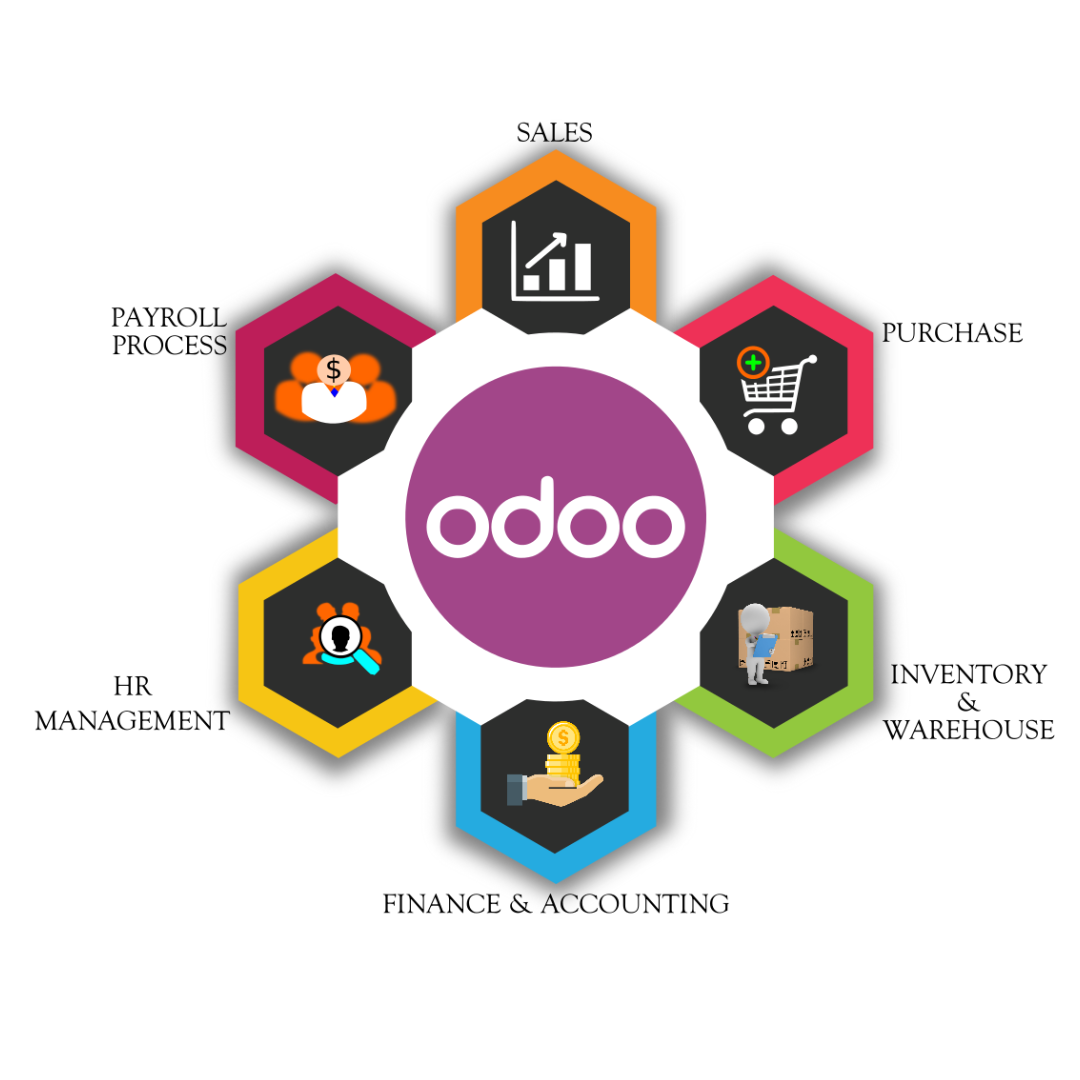 SALES
PAYROLL
PROCESS
$
PURCHASE
odoo
HR
MANAGEMENT
INVENTORY
&
WAREHOUSE
$
FINANCE & ACCOUNTING